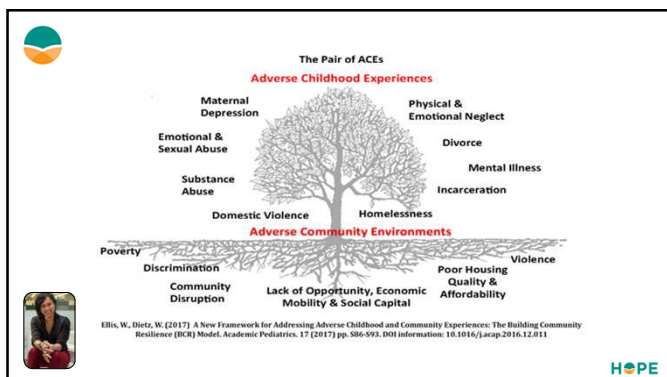 The Pair of ACEs
Adverse Childhood Experiences
Maternal
Depression
Physical &
Emotional Neglect
Emotional &
Sexual Abuse
Divorce
Mental Illness
Substance
Abuse
Incarceration
Domestic Violence
Homelessness
Adverse Community Environments
Poverty
Violence
Discrimination
Poor Housing
Quality &
Affordability
Community
Disruption
Lack of Opportunity, Economic
Mobility & Social Capital
Ellis, W., Dietz, W. (2017) A New Framework for Addressing Adverse Childhood and Community Experiences: The Building Community
Resilience (BCR) Model. Academic Pediatrics. 17 (2017) pp. S86-S93. DOI information: 10.1016/j.acap.2016.12.011
HOPE